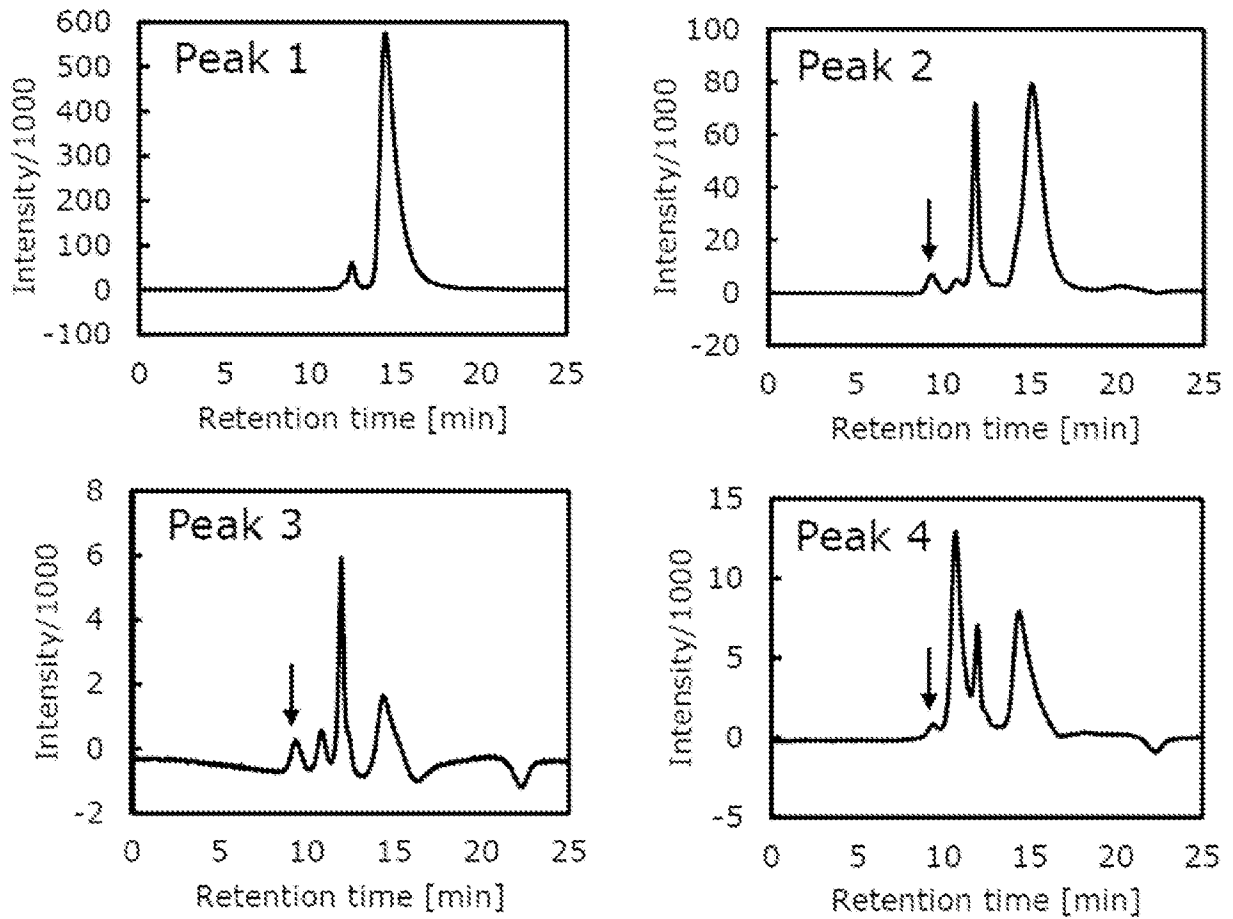 Peak 1
Intensity/1000
600
500
400
300
200
100
0
-100
0 5 10 15 20 25
Retention time [min]
Peak 2
Intensity/1000
100
80
60
40
20
0
-20
0 5 10 15 20 25
Retention time [min]
Peak 3
Intensity/1000
8
6
4
2
0
-2
0 5 10 15 20 25
Retention time [min]
Peak 4
Intensity/1000
15
10
5
0
-5
0 5 10 15 20 25
Retention time [min]